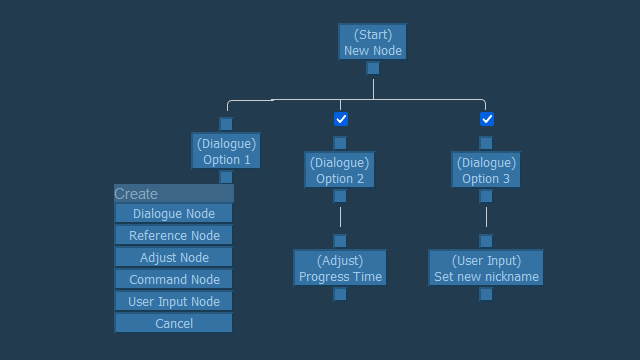 (Start)
New Node
(Dialogue)
Option 1
(Dialogue)
Option 2
(Dialogue)
Option 3
Create
Dialogue Node
Reference Node
Adjust Node
Command Node
User Input Node
Cancel
(Adjust)
Progress Time
(User Input)
Set new nickname